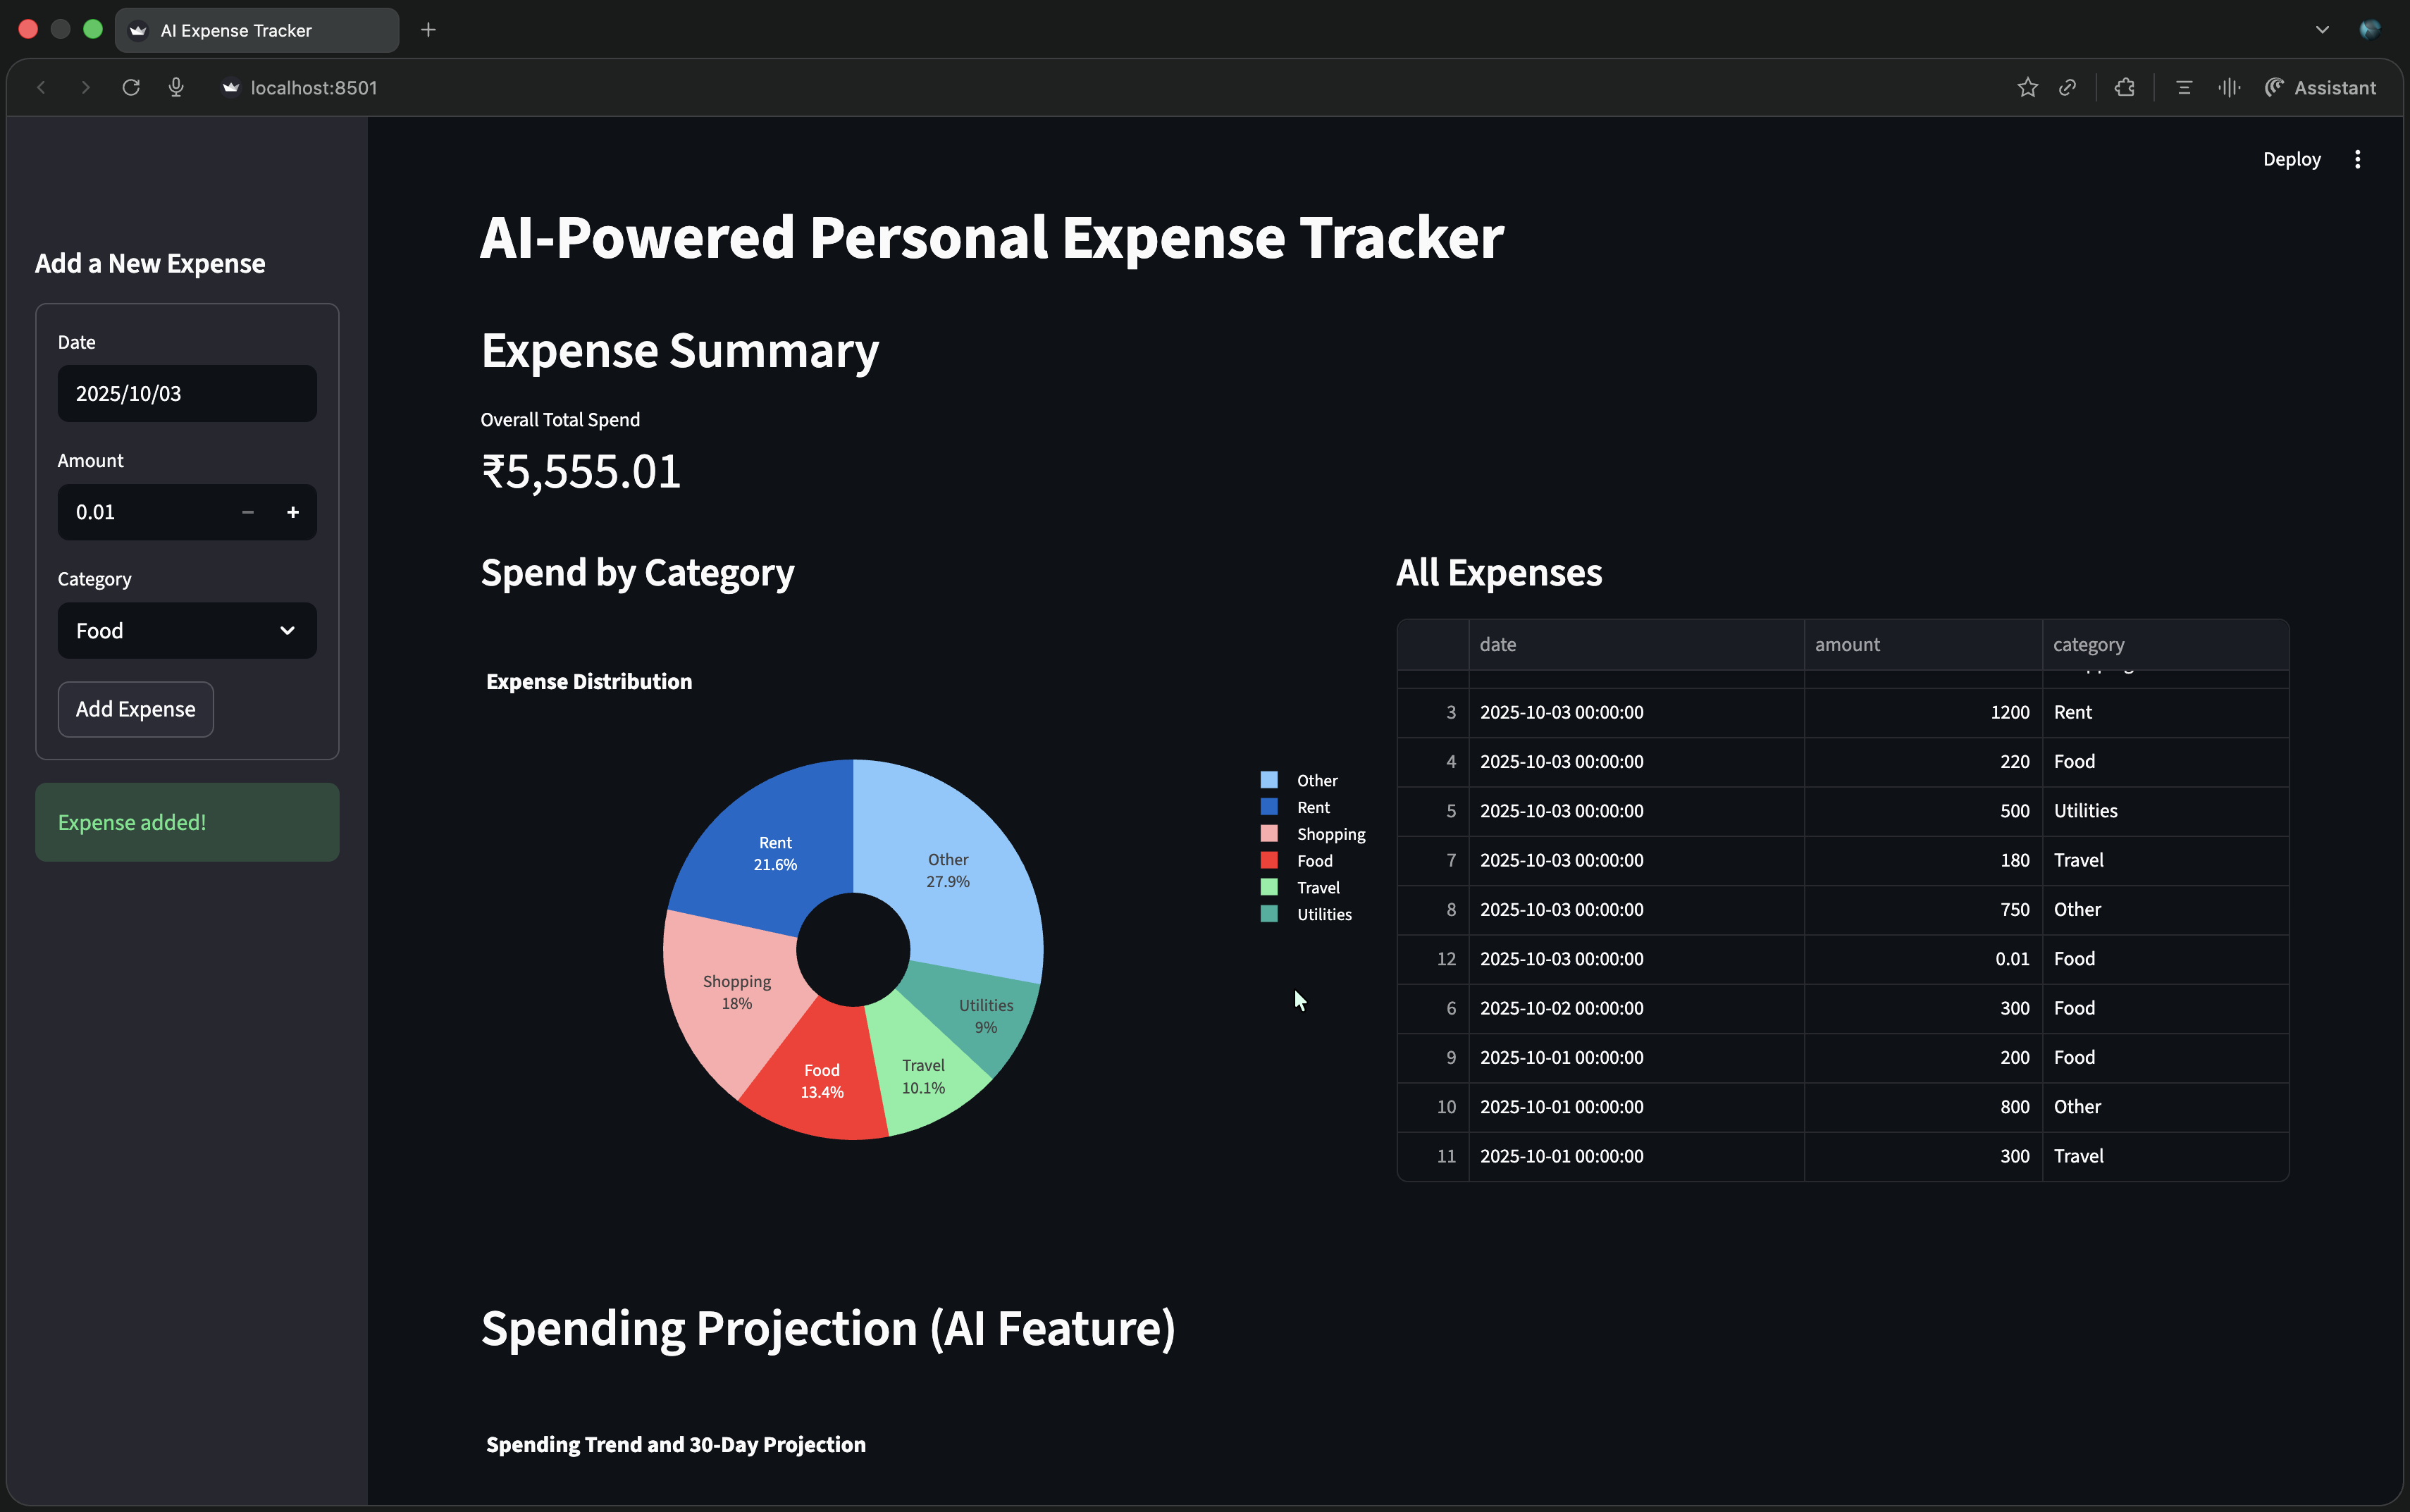 AI Expense Tracker
localhost:8501
Assistant
Deploy
Add a New Expense
Date
2025/10/03
Amount
0.01
Category
Food
Add Expense
Expense added!
AI-Powered Personal Expense Tracker
Expense Summary
Overall Total Spend
₹5,555.01
Spend by Category
Expense Distribution
Rent
21.6%
Other
27.9%
Shopping
18%
Utilities
9%
Food
13.4%
Travel
10.1%
Other
Rent
Shopping
Food
Travel
Utilities
All Expenses
date amount category
3 2025-10-03 00:00:00 1200 Rent
4 2025-10-03 00:00:00 220 Food
5 2025-10-03 00:00:00 500 Utilities
7 2025-10-03 00:00:00 180 Travel
8 2025-10-03 00:00:00 750 Other
12 2025-10-03 00:00:00 0.01 Food
6 2025-10-02 00:00:00 300 Food
9 2025-10-01 00:00:00 200 Food
10 2025-10-01 00:00:00 800 Other
11 2025-10-01 00:00:00 300 Travel
Spending Projection (AI Feature)
Spending Trend and 30-Day Projection